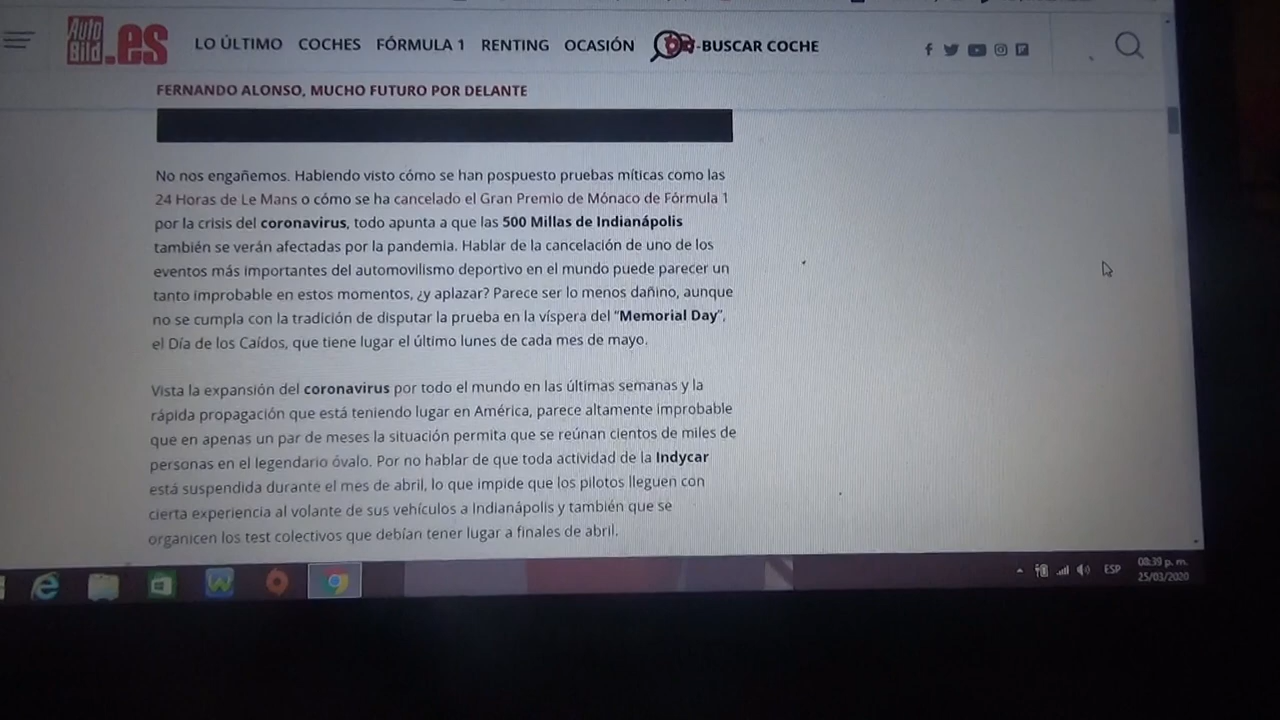 Auto
Bild.es
LO ÚLTIMO COCHES FÓRMULA 1 RENTING OCASIÓN BUSCAR COCHE
FERNANDO ALONSO, MUCHO FUTURO POR DELANTE
No nos engañemos. Habiendo visto cómo se han pospuesto pruebas míticas como las
24 Horas de Le Mans o cómo se ha cancelado el Gran Premio de Mónaco de Fórmula 1
por la crisis del coronavirus, todo apunta a que las 500 Millas de Indianápolis
también se verán afectadas por la pandemia. Hablar de la cancelación de uno de los
eventos más importantes del automovilismo deportivo en el mundo puede parecer un
tanto improbable en estos momentos, ¿y aplazar? Parece ser lo menos dañino, aunque
no se cumpla con la tradición de disputar la prueba en la víspera del “Memorial Day”,
el Día de los Caídos, que tiene lugar el último lunes de cada mes de mayo.
Vista la expansión del coronavirus por todo el mundo en las últimas semanas y la
rápida propagación que está teniendo lugar en América, parece altamente improbable
que en apenas un par de meses la situación permita que se reúnan cientos de miles de
personas en el legendario óvalo. Por no hablar de que toda actividad de la Indycar
está suspendida durante el mes de abril, lo que impide que los pilotos lleguen con
cierta experiencia al volante de sus vehículos a Indianápolis y también que se
organicen los test colectivos que debían tener lugar a finales de abril.
ESP
08:39 p. m.
25/03/2020